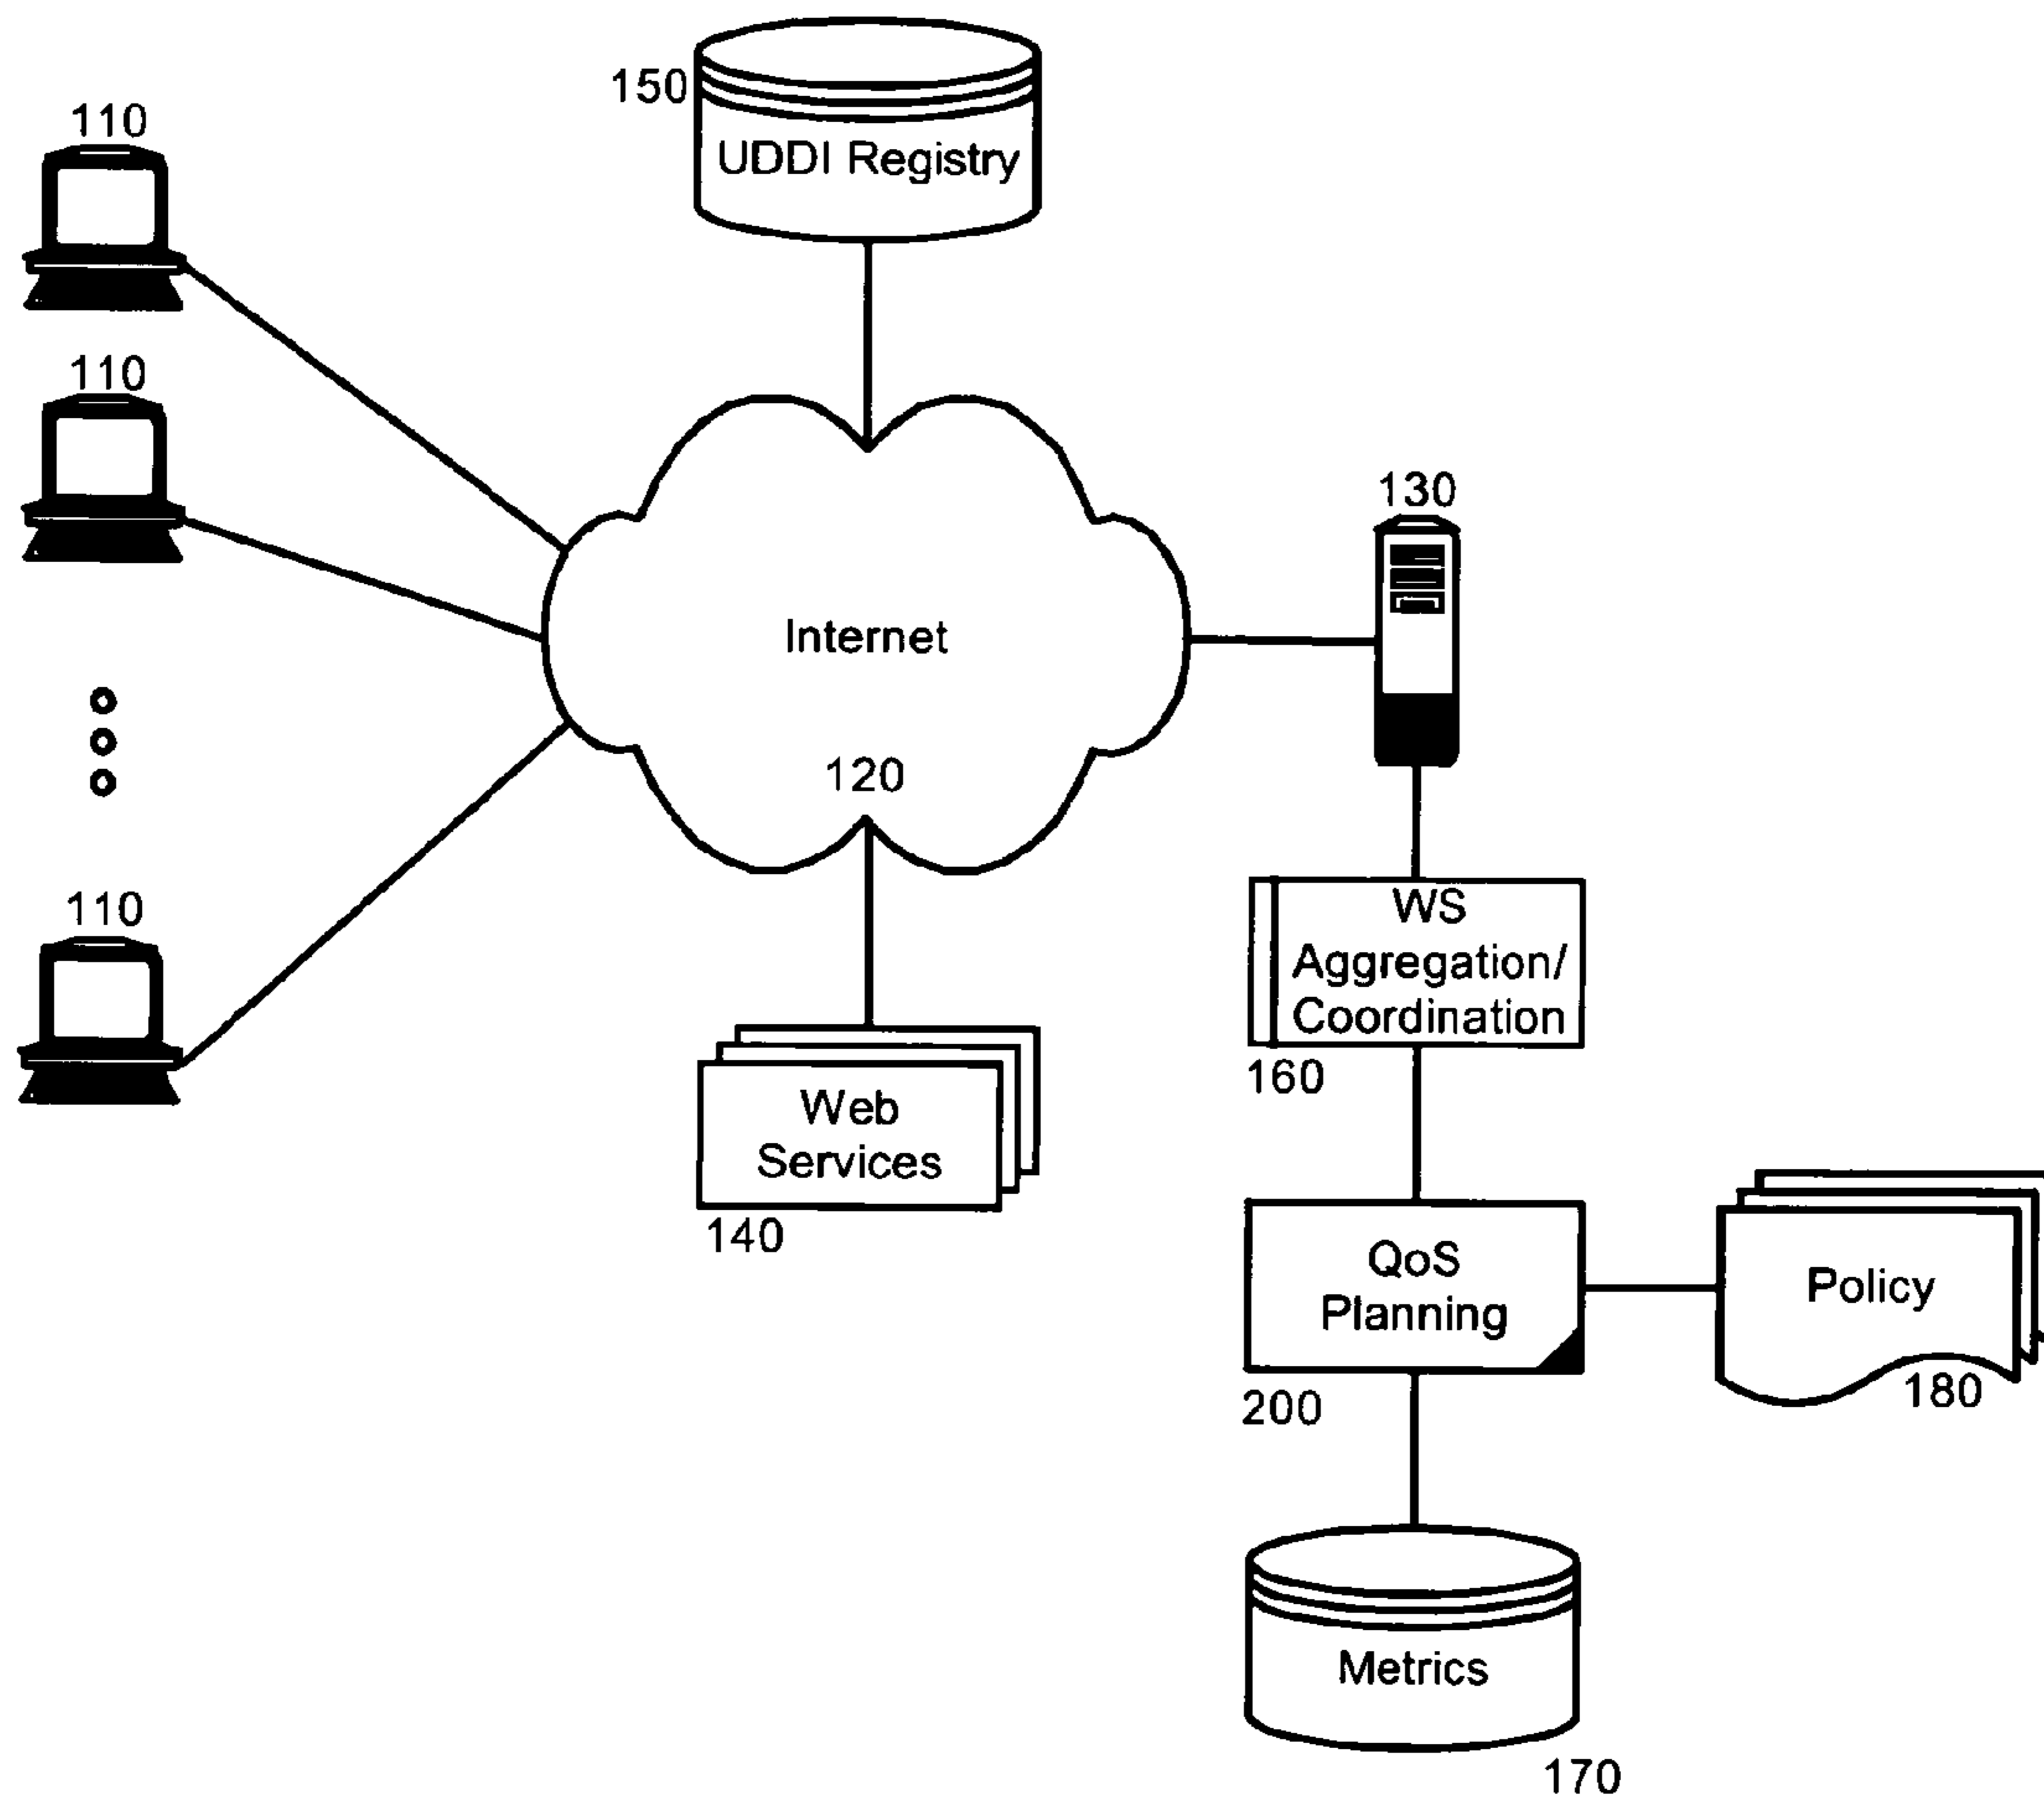 150
UDDI Registry
110
110
130
Internet
120
110
WS
Aggregation/
Coordination
160
Web
Services
140
QoS
Planning
200
Policy
180
Metrics
170